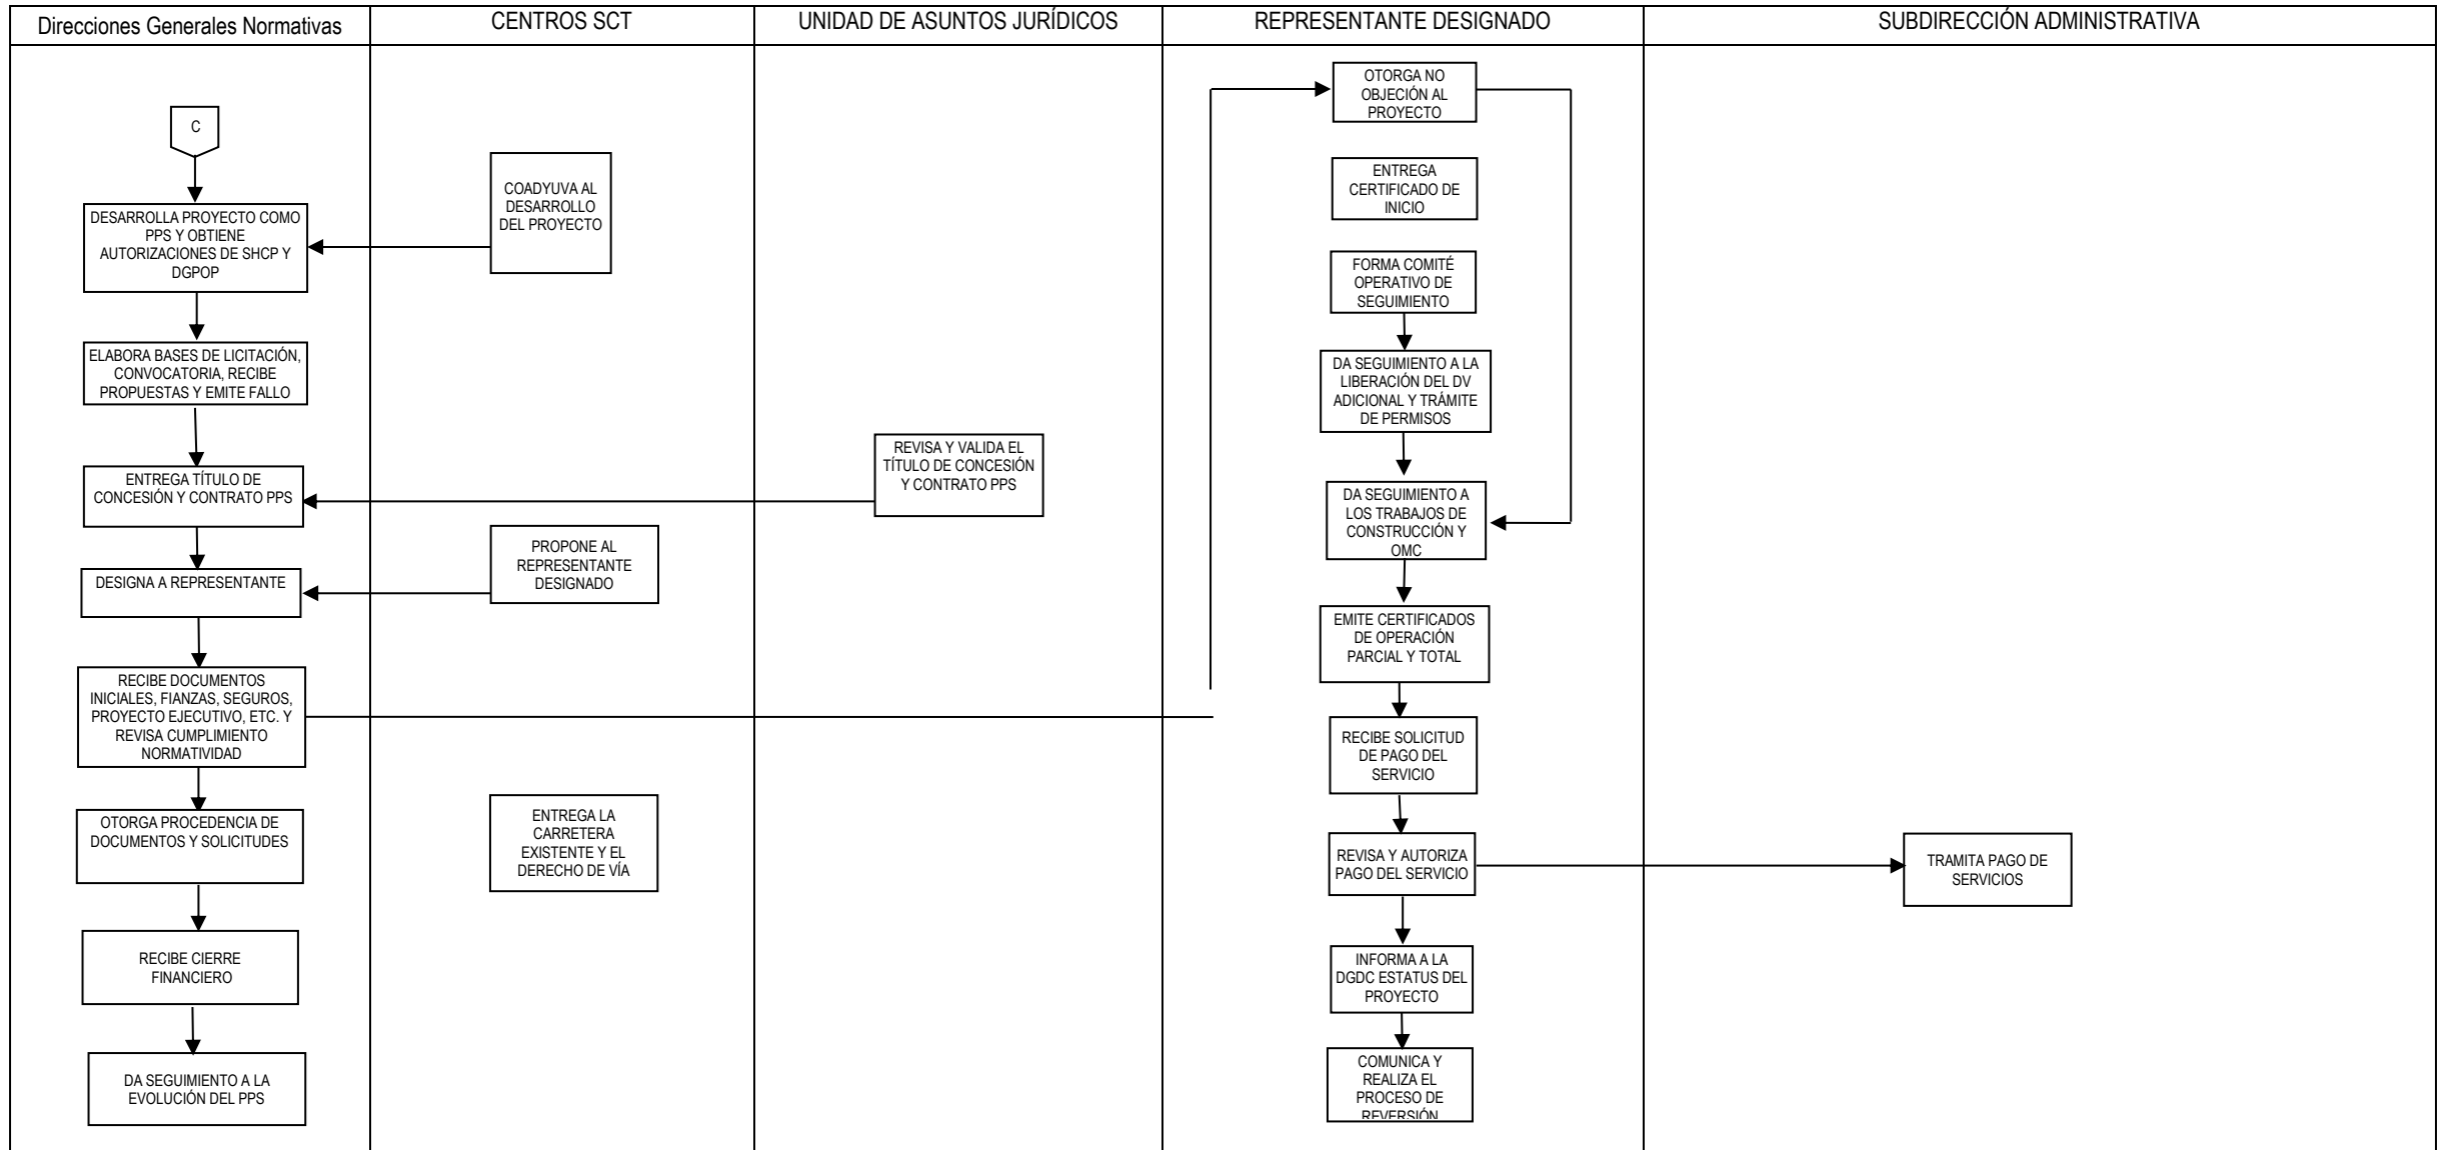 Direcciones Generales Normativas
CENTROS SCT
UNIDAD DE ASUNTOS JURÍDICOS
REPRESENTANTE DESIGNADO
SUBDIRECCIÓN ADMINISTRATIVA
C
DESARROLLA PROYECTO COMO
PPS Y OBTIENE
AUTORIZACIONES DE SHCP Y
DGPOP
ELABORA BASES DE LICITACIÓN,
CONVOCATORIA, RECIBE
PROPUESTAS Y EMITE FALLO
ENTREGA TÍTULO DE
CONCESIÓN Y CONTRATO PPS
DESIGNA A REPRESENTANTE
RECIBE DOCUMENTOS
INICIALES, FIANZAS, SEGUROS,
PROYECTO EJECUTIVO, ETC. Y
REVISA CUMPLIMIENTO
NORMATIVIDAD
OTORGA PROCEDENCIA DE
DOCUMENTOS Y SOLICITUDES
RECIBE CIERRE
FINANCIERO
DA SEGUIMIENTO A LA
EVOLUCIÓN DEL PPS
COADYUVA AL
DESARROLLO
DEL PROYECTO
PROPONE AL
REPRESENTANTE
DESIGNADO
ENTREGA LA
CARRETERA
EXISTENTE Y EL
DERECHO DE VÍA
REVISA Y VALIDA EL
TÍTULO DE CONCESIÓN
Y CONTRATO PPS
OTORGA NO
OBJECIÓN AL
PROYECTO
ENTREGA
CERTIFICADO DE
INICIO
FORMA COMITÉ
OPERATIVO DE
SEGUIMIENTO
DA SEGUIMIENTO A LA
LIBERACIÓN DEL DV
ADICIONAL Y TRÁMITE
DE PERMISOS
DA SEGUIMIENTO A
LOS TRABAJOS DE
CONSTRUCCIÓN Y
OMC
EMITE CERTIFICADOS
DE OPERACIÓN
PARCIAL Y TOTAL
RECIBE SOLICITUD
DE PAGO DEL
SERVICIO
REVISA Y AUTORIZA
PAGO DEL SERVICIO
INFORMA A LA
DGDC ESTATUS DEL
PROYECTO
COMUNICA Y
REALIZA EL
PROCESO DE
REVERSIÓN
TRAMITA PAGO DE
SERVICIOS